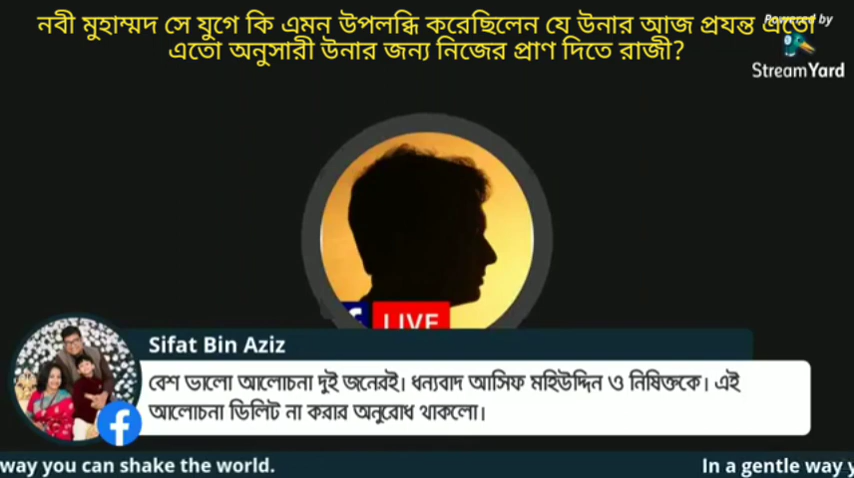 নবী মুহাম্মদ সে যুগে কি এমন উপলব্ধি করেছিলেন যে উনার আজ প্রযন্ত এতো
এতো অনুসারী উনার জন্য নিজের প্রাণ দিতে রাজী?
Powered by
StreamYard
LIVE
Sifat Bin Aziz
বেশ ভালো আলোচনা দুই জনেরই। ধন্যবাদ আসিফ মহিউদ্দিন ও নিষিক্তকে। এই
আলোচনা ডিলিট না করার অনুরোধ থাকলো।
way you can shake the world. In a gentle way y